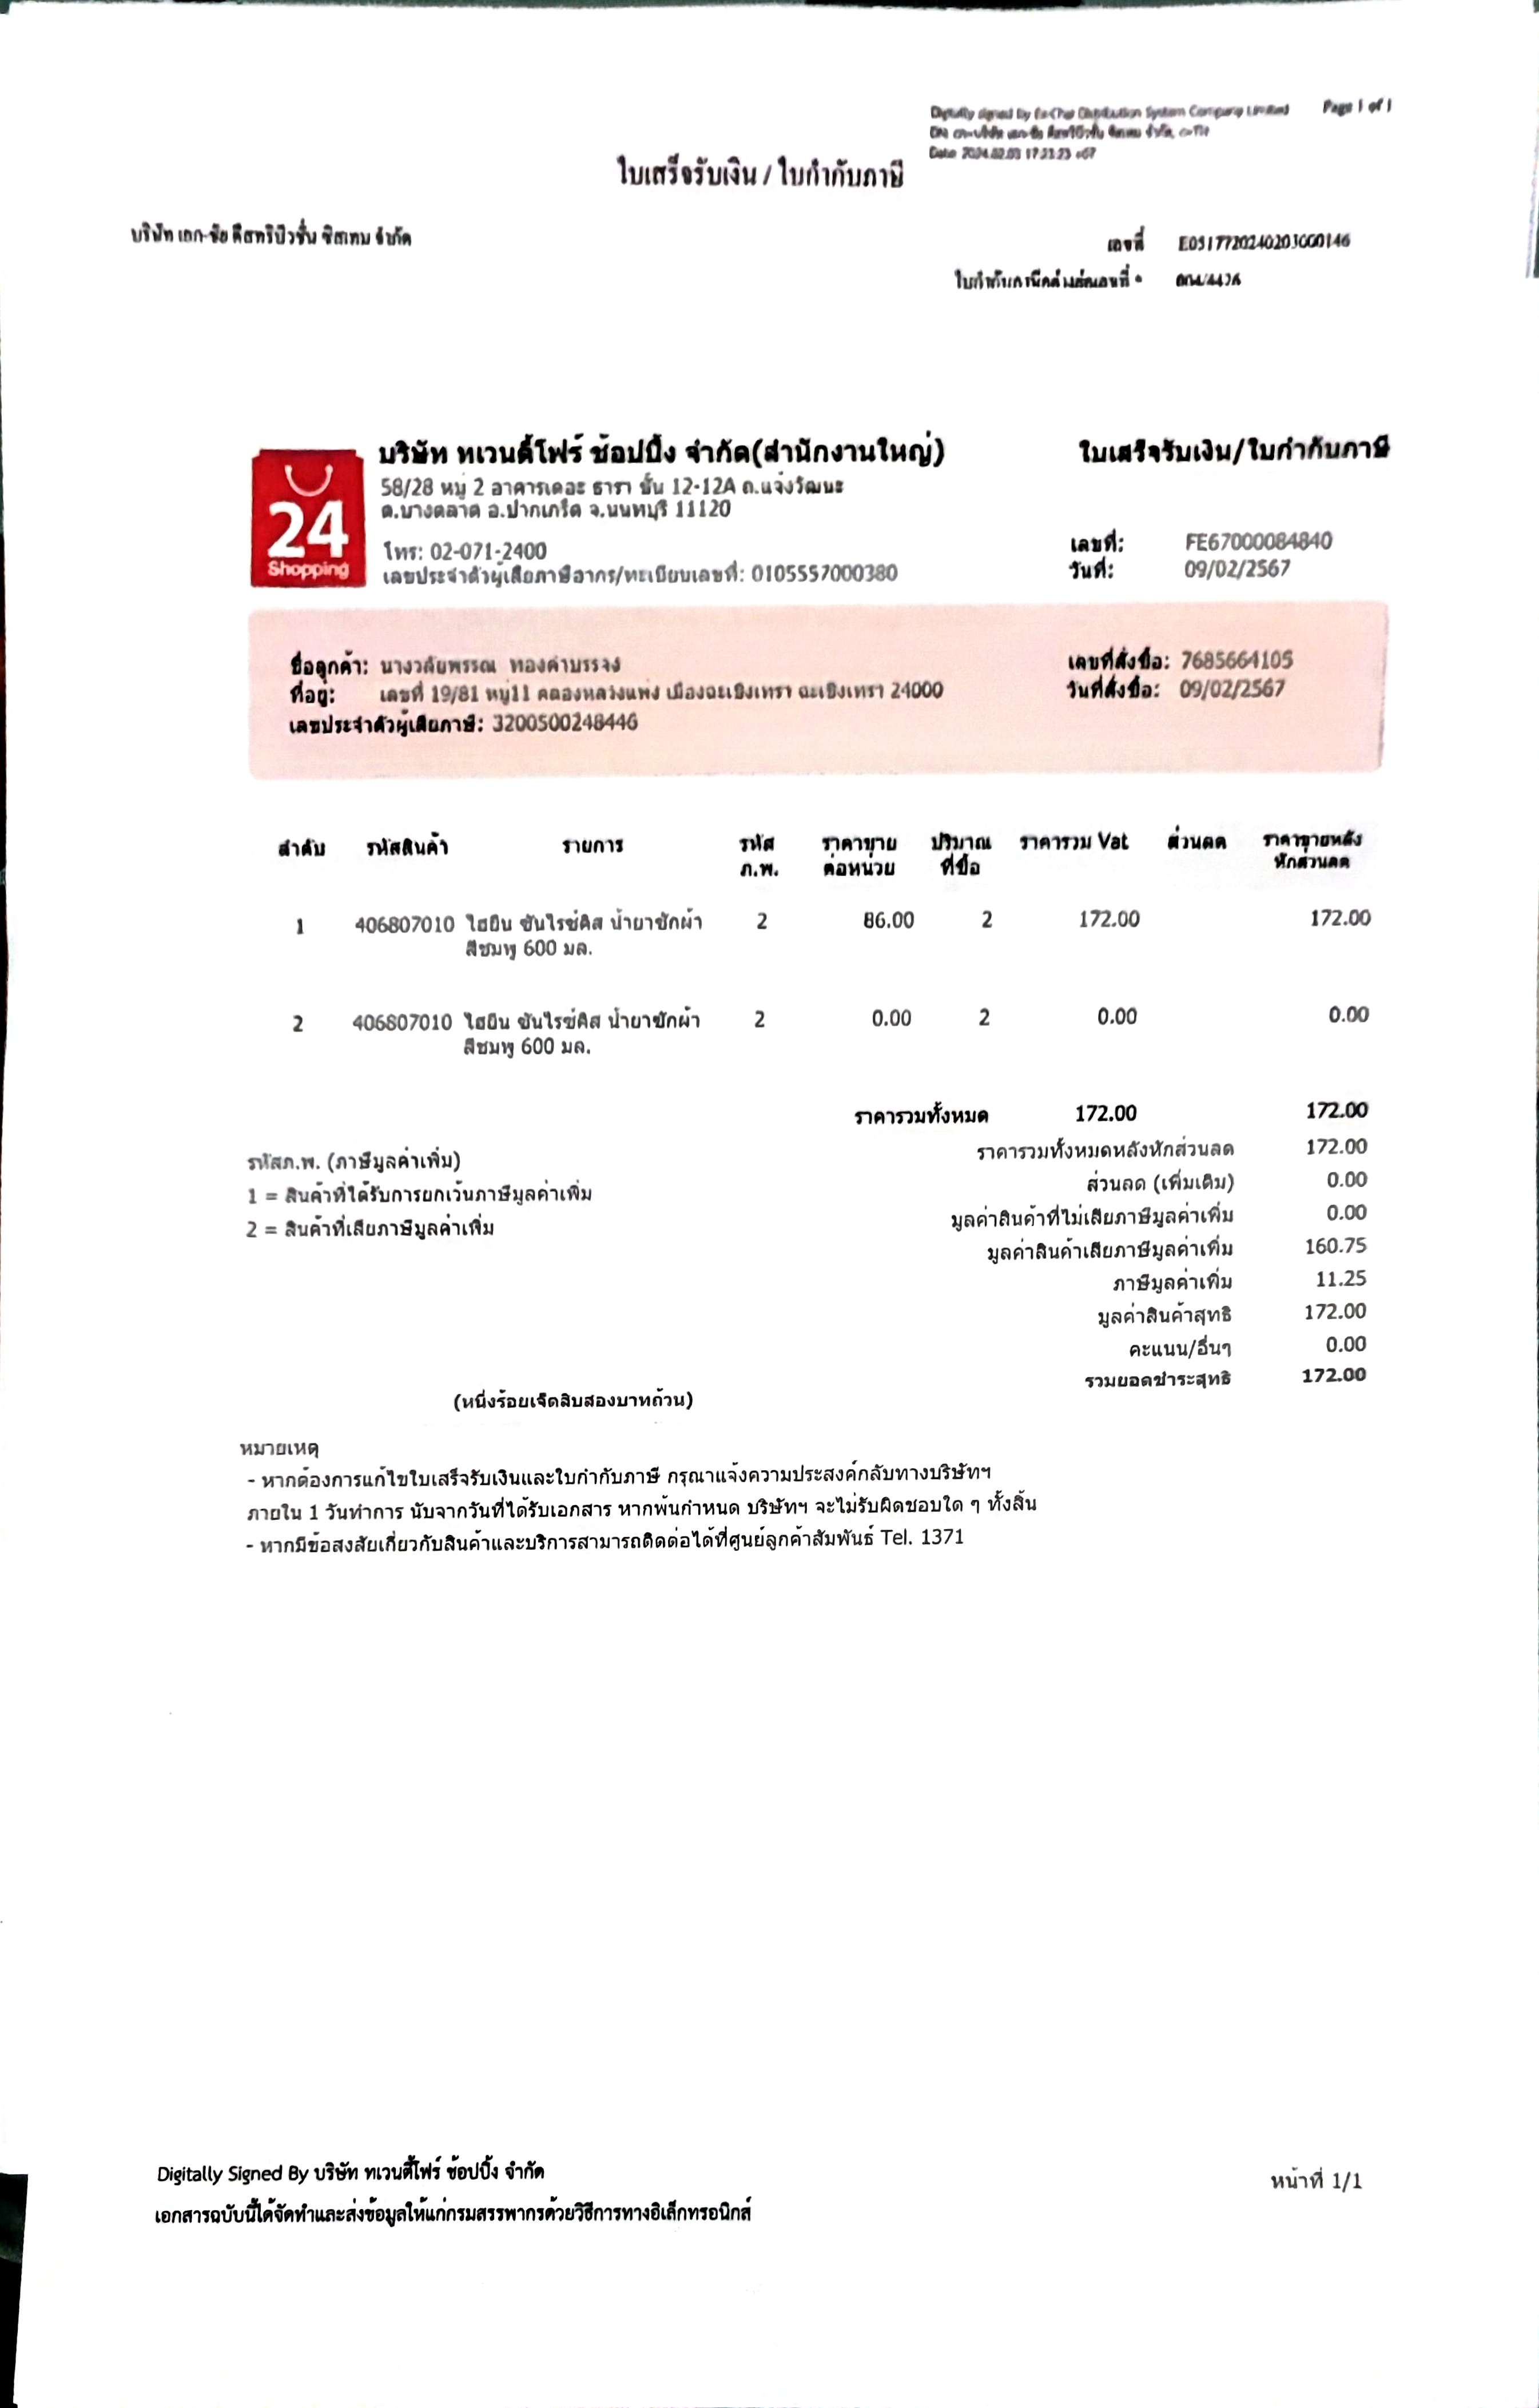 Digitally signed by Ek-Chai Distribution System Company Limited Page 1 of 1
Date 2024.02.03 17:23:23 +07
ใบเสร็จรับเงิน / ใบกำกับภาษี
บริษัท เอก-ชัย ดีสทริบิวชั่น ซิสเทม จำกัด
เลขที่
ใบกำกับภาษีคล้ายเลขที่ *
บริษัท ทเวนตี้โฟร์ ช้อปปิ้ง จำกัด(สำนักงานใหญ่) ใบเสร็จรับเงิน/ใบกำกับภาษี
24
Shopping
58/28 หมู่ 2 อาคารเดอะ ธารา ชั้น 12-12A ถ.แจ้งวัฒนะ
ต.บางตลาด อ.ปากเกร็ด จ.นนทบุรี 11120
โทร: 02-071-2400 เลขที่: FE67000084840
เลขประจำตัวผู้เสียภาษีอากร/ทะเบียนเลขที่: 0105557000380 วันที่: 09/02/2567
ชื่อลูกค้า: นางวลัยพรรณ ทองคำบรรจง เลขที่สั่งซื้อ: 7685664105
ที่อยู่: เลขที่ 19/81 หมู่11 คลองหลวงแพ่ง เมืองฉะเชิงเทรา ฉะเชิงเทรา 24000 วันที่สั่งซื้อ: 09/02/2567
เลขประจำตัวผู้เสียภาษี: 3200500248446
ลำดับ รหัสสินค้า รายการ รหัส ราคาขาย ปริมาณ ราคารวม Vat ส่วนลด ราคาขายหลัง
ภ.พ. ต่อหน่วย ที่ซื้อ หักส่วนลด
1 406807010 ไฮยีน ซันไรซ์คิส น้ำยาซักผ้า 2 86.00 2 172.00 172.00
สีชมพู 600 มล.
2 406807010 ไฮยีน ซันไรซ์คิส น้ำยาซักผ้า 2 0.00 2 0.00 0.00
สีชมพู 600 มล.
ราคารวมทั้งหมด 172.00 172.00
ราคารวมทั้งหมดหลังหักส่วนลด 172.00
รหัสภ.พ. (ภาษีมูลค่าเพิ่ม)
ส่วนลด (เพิ่มเติม) 0.00
1 = สินค้าที่ได้รับการยกเว้นภาษีมูลค่าเพิ่ม
มูลค่าสินค้าที่ไม่เสียภาษีมูลค่าเพิ่ม 0.00
2 = สินค้าที่เสียภาษีมูลค่าเพิ่ม
มูลค่าสินค้าเสียภาษีมูลค่าเพิ่ม 160.75
ภาษีมูลค่าเพิ่ม 11.25
มูลค่าสินค้าสุทธิ 172.00
คะแนน/อื่นๆ 0.00
รวมยอดชำระสุทธิ 172.00
(หนึ่งร้อยเจ็ดสิบสองบาทถ้วน)
หมายเหตุ
- หากต้องการแก้ไขใบเสร็จรับเงินและใบกำกับภาษี กรุณาแจ้งความประสงค์กลับทางบริษัทฯ
ภายใน 1 วันทำการ นับจากวันที่ได้รับเอกสาร หากพ้นกำหนด บริษัทฯ จะไม่รับผิดชอบใด ๆ ทั้งสิ้น
- หากมีข้อสงสัยเกี่ยวกับสินค้าและบริการสามารถติดต่อได้ที่ศูนย์ลูกค้าสัมพันธ์ Tel. 1371
Digitally Signed By บริษัท ทเวนตี้โฟร์ ช้อปปิ้ง จำกัด หน้าที่ 1/1
เอกสารฉบับนี้ได้จัดทำและส่งข้อมูลให้แก่กรมสรรพากรด้วยวิธีการทางอิเล็กทรอนิกส์